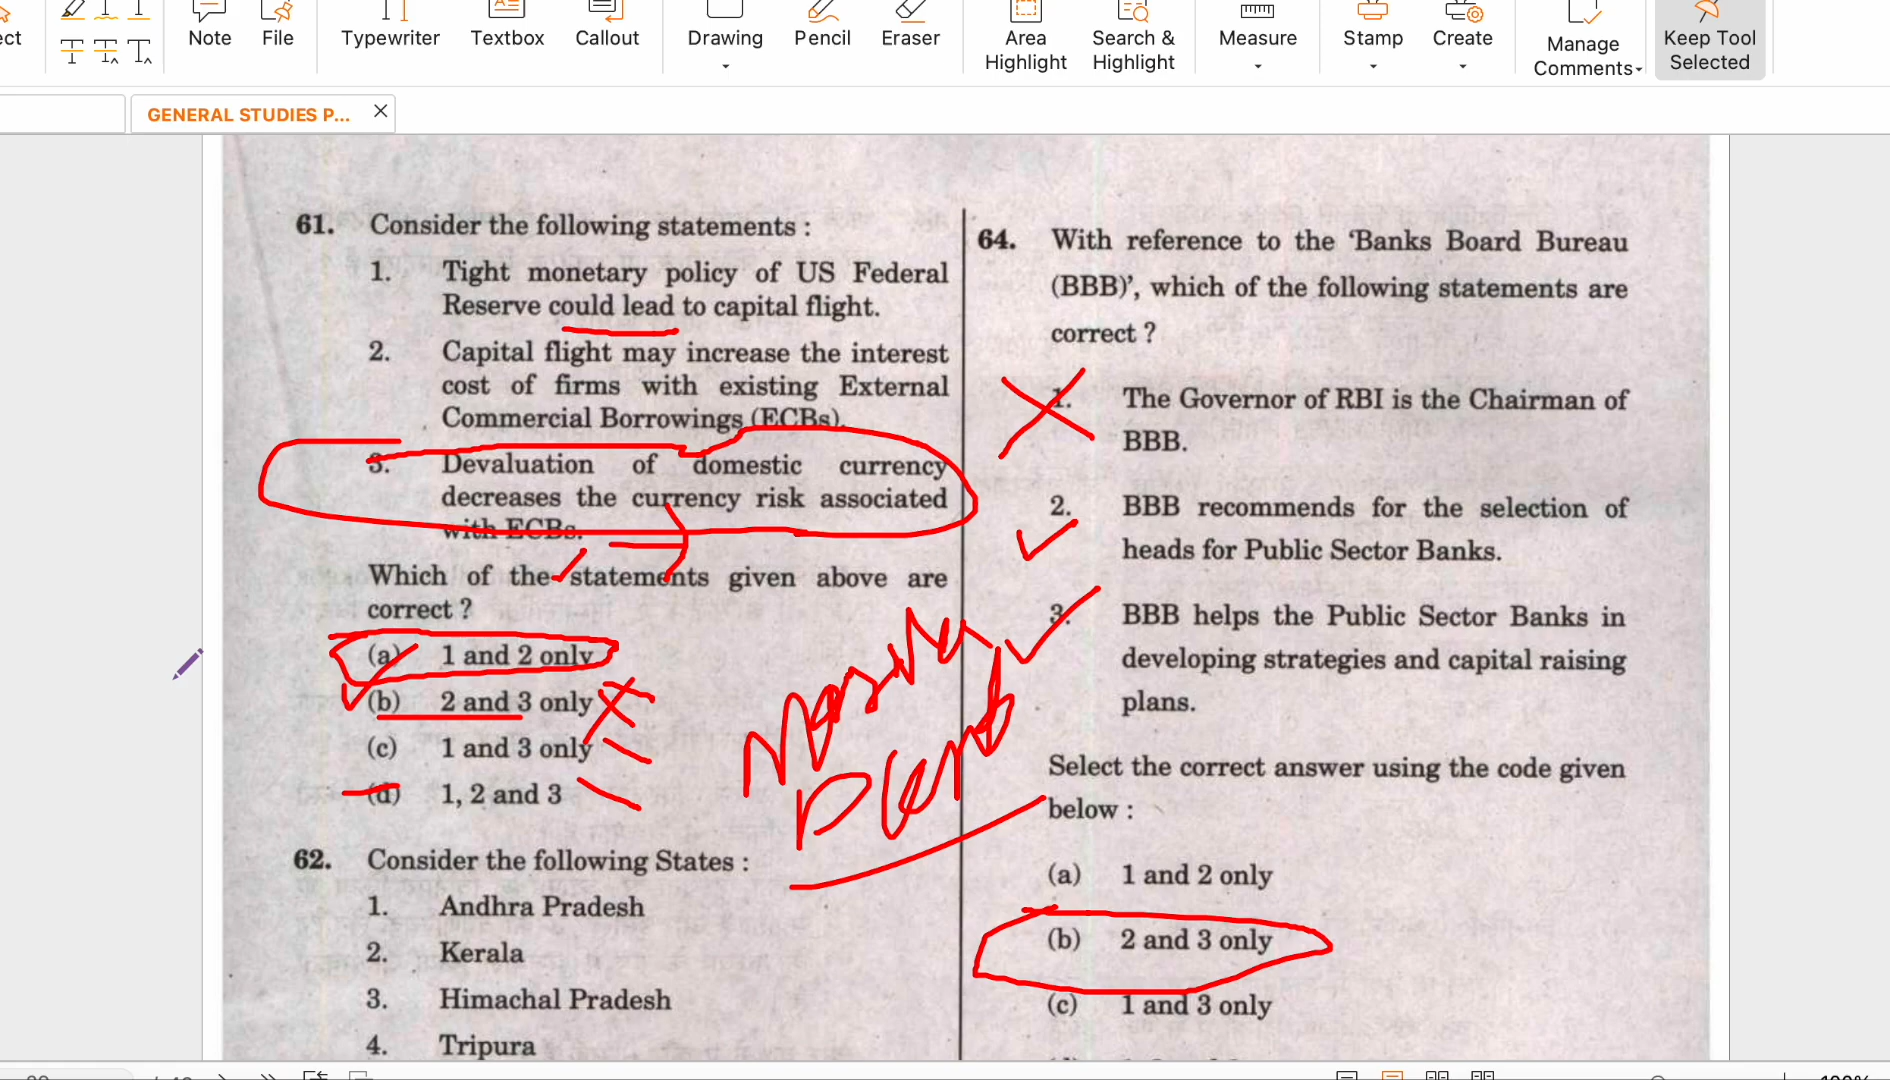 Note
File
Typewriter
Textbox
Callout
Drawing
Pencil
Eraser
Area
Highlight
Search &
Highlight
Measure
Stamp
Create
Manage
Comments
Keep Tool
Selected
GENERAL STUDIES P...
61. Consider the following statements :
1. Tight monetary policy of US Federal
Reserve could lead to capital flight.
2. Capital flight may increase the interest
cost of firms with existing External
Commercial Borrowings (ECBs).
3. Devaluation of domestic currency
decreases the currency risk associated
with ECBs.
Which of the statements given above are
correct ?
(a) 1 and 2 only
(b) 2 and 3 only
(c) 1 and 3 only
(d) 1, 2 and 3
62. Consider the following States :
1. Andhra Pradesh
2. Kerala
3. Himachal Pradesh
4. Tripura
64. With reference to the ‘Banks Board Bureau
(BBB)’, which of the following statements are
correct ?
1. The Governor of RBI is the Chairman of
BBB.
2. BBB recommends for the selection of
heads for Public Sector Banks.
3. BBB helps the Public Sector Banks in
developing strategies and capital raising
plans.
Select the correct answer using the code given
below :
(a) 1 and 2 only
(b) 2 and 3 only
(c) 1 and 3 only